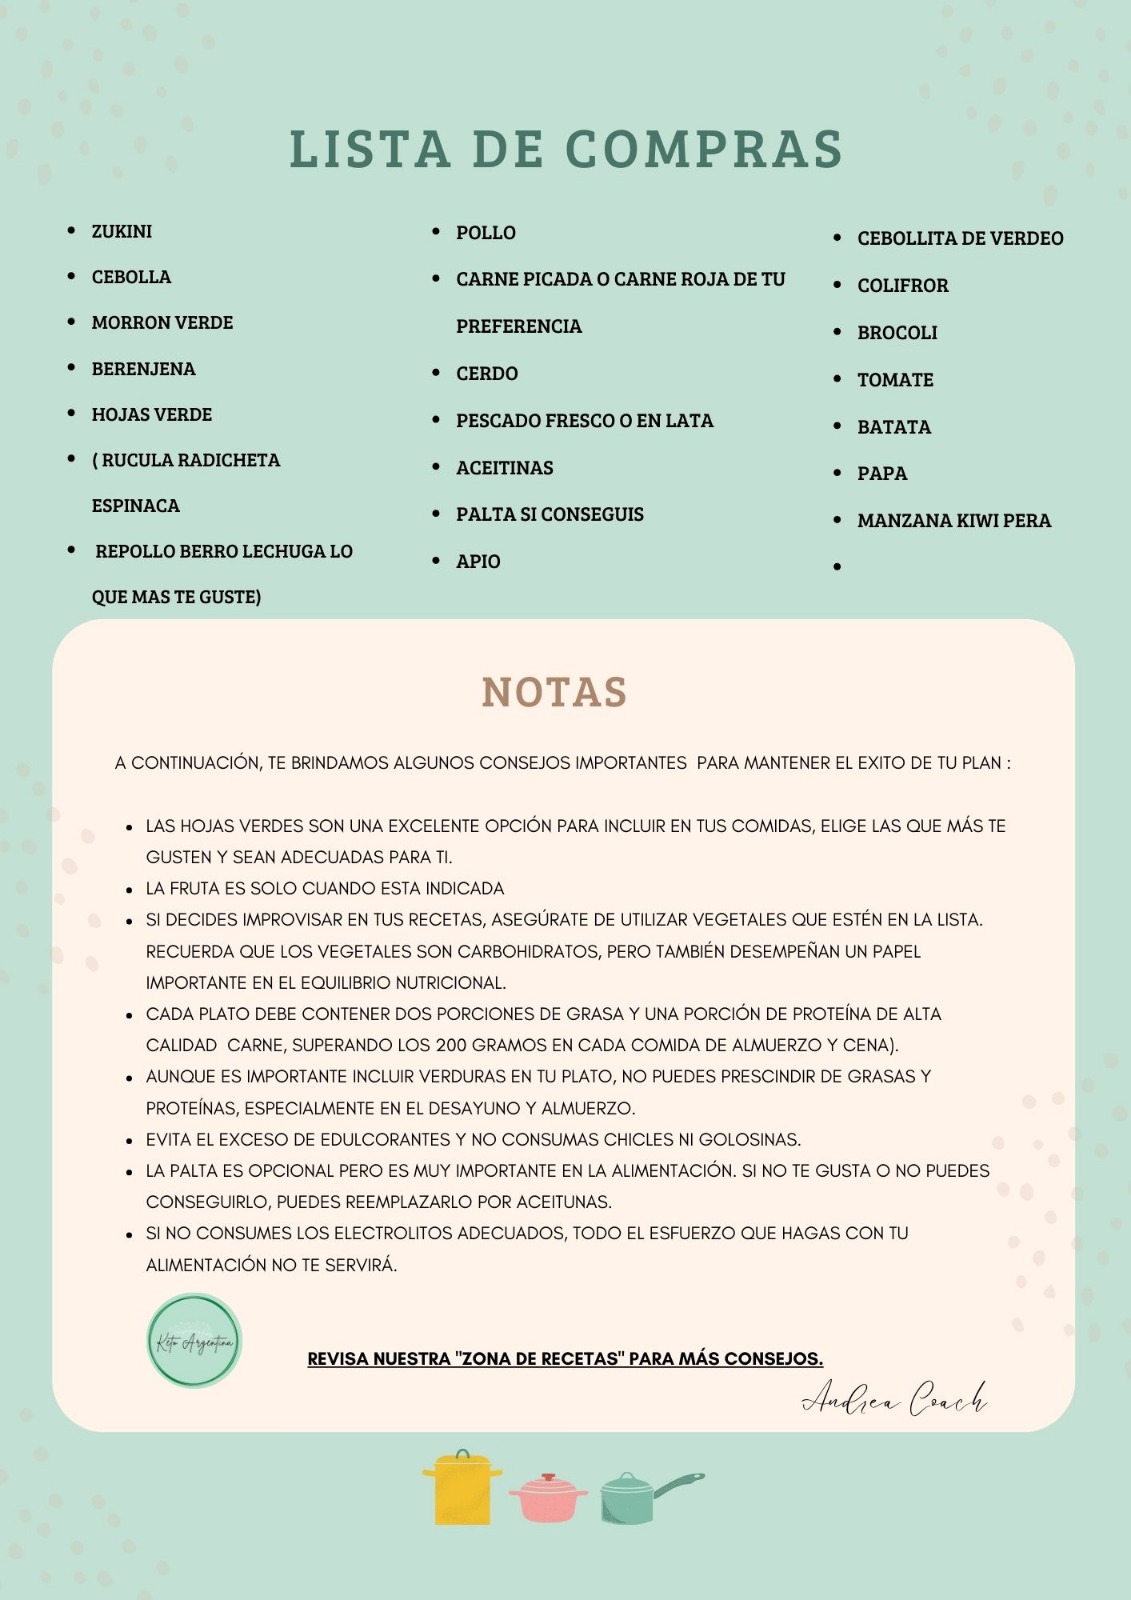 LISTA DE COMPRAS
• ZUKINI
• CEBOLLA
• MORRON VERDE
• BERENJENA
• HOJAS VERDE
• ( RUCULA RADICHETA
ESPINACA
• REPOLLO BERRO LECHUGA LO
QUE MAS TE GUSTE)
• POLLO
• CARNE PICADA O CARNE ROJA DE TU
PREFERENCIA
• CERDO
• PESCADO FRESCO O EN LATA
• ACEITINAS
• PALTA SI CONSEGUIS
• APIO
• CEBOLLITA DE VERDEO
• COLIFROR
• BROCOLI
• TOMATE
• BATATA
• PAPA
• MANZANA KIWI PERA
•
NOTAS
A CONTINUACIÓN, TE BRINDAMOS ALGUNOS CONSEJOS IMPORTANTES  PARA MANTENER EL EXITO DE TU PLAN :
• LAS HOJAS VERDES SON UNA EXCELENTE OPCIÓN PARA INCLUIR EN TUS COMIDAS, ELIGE LAS QUE MÁS TE
GUSTEN Y SEAN ADECUADAS PARA TI.
• LA FRUTA ES SOLO CUANDO ESTA INDICADA
• SI DECIDES IMPROVISAR EN TUS RECETAS, ASEGÚRATE DE UTILIZAR VEGETALES QUE ESTÉN EN LA LISTA.
RECUERDA QUE LOS VEGETALES SON CARBOHIDRATOS, PERO TAMBIÉN DESEMPEÑAN UN PAPEL
IMPORTANTE EN EL EQUILIBRIO NUTRICIONAL.
• CADA PLATO DEBE CONTENER DOS PORCIONES DE GRASA Y UNA PORCIÓN DE PROTEÍNA DE ALTA
CALIDAD  CARNE, SUPERANDO LOS 200 GRAMOS EN CADA COMIDA DE ALMUERZO Y CENA).
• AUNQUE ES IMPORTANTE INCLUIR VERDURAS EN TU PLATO, NO PUEDES PRESCINDIR DE GRASAS Y
PROTEÍNAS, ESPECIALMENTE EN EL DESAYUNO Y ALMUERZO.
• EVITA EL EXCESO DE EDULCORANTES Y NO CONSUMAS CHICLES NI GOLOSINAS.
• LA PALTA ES OPCIONAL PERO ES MUY IMPORTANTE EN LA ALIMENTACIÓN. SI NO TE GUSTA O NO PUEDES
CONSEGUIRLO, PUEDES REEMPLAZARLO POR ACEITUNAS.
• SI NO CONSUMES LOS ELECTROLITOS ADECUADOS, TODO EL ESFUERZO QUE HAGAS CON TU
ALIMENTACIÓN NO TE SERVIRÁ.
Keto Argentina
REVISA NUESTRA "ZONA DE RECETAS" PARA MÁS CONSEJOS.
Andrea Coach